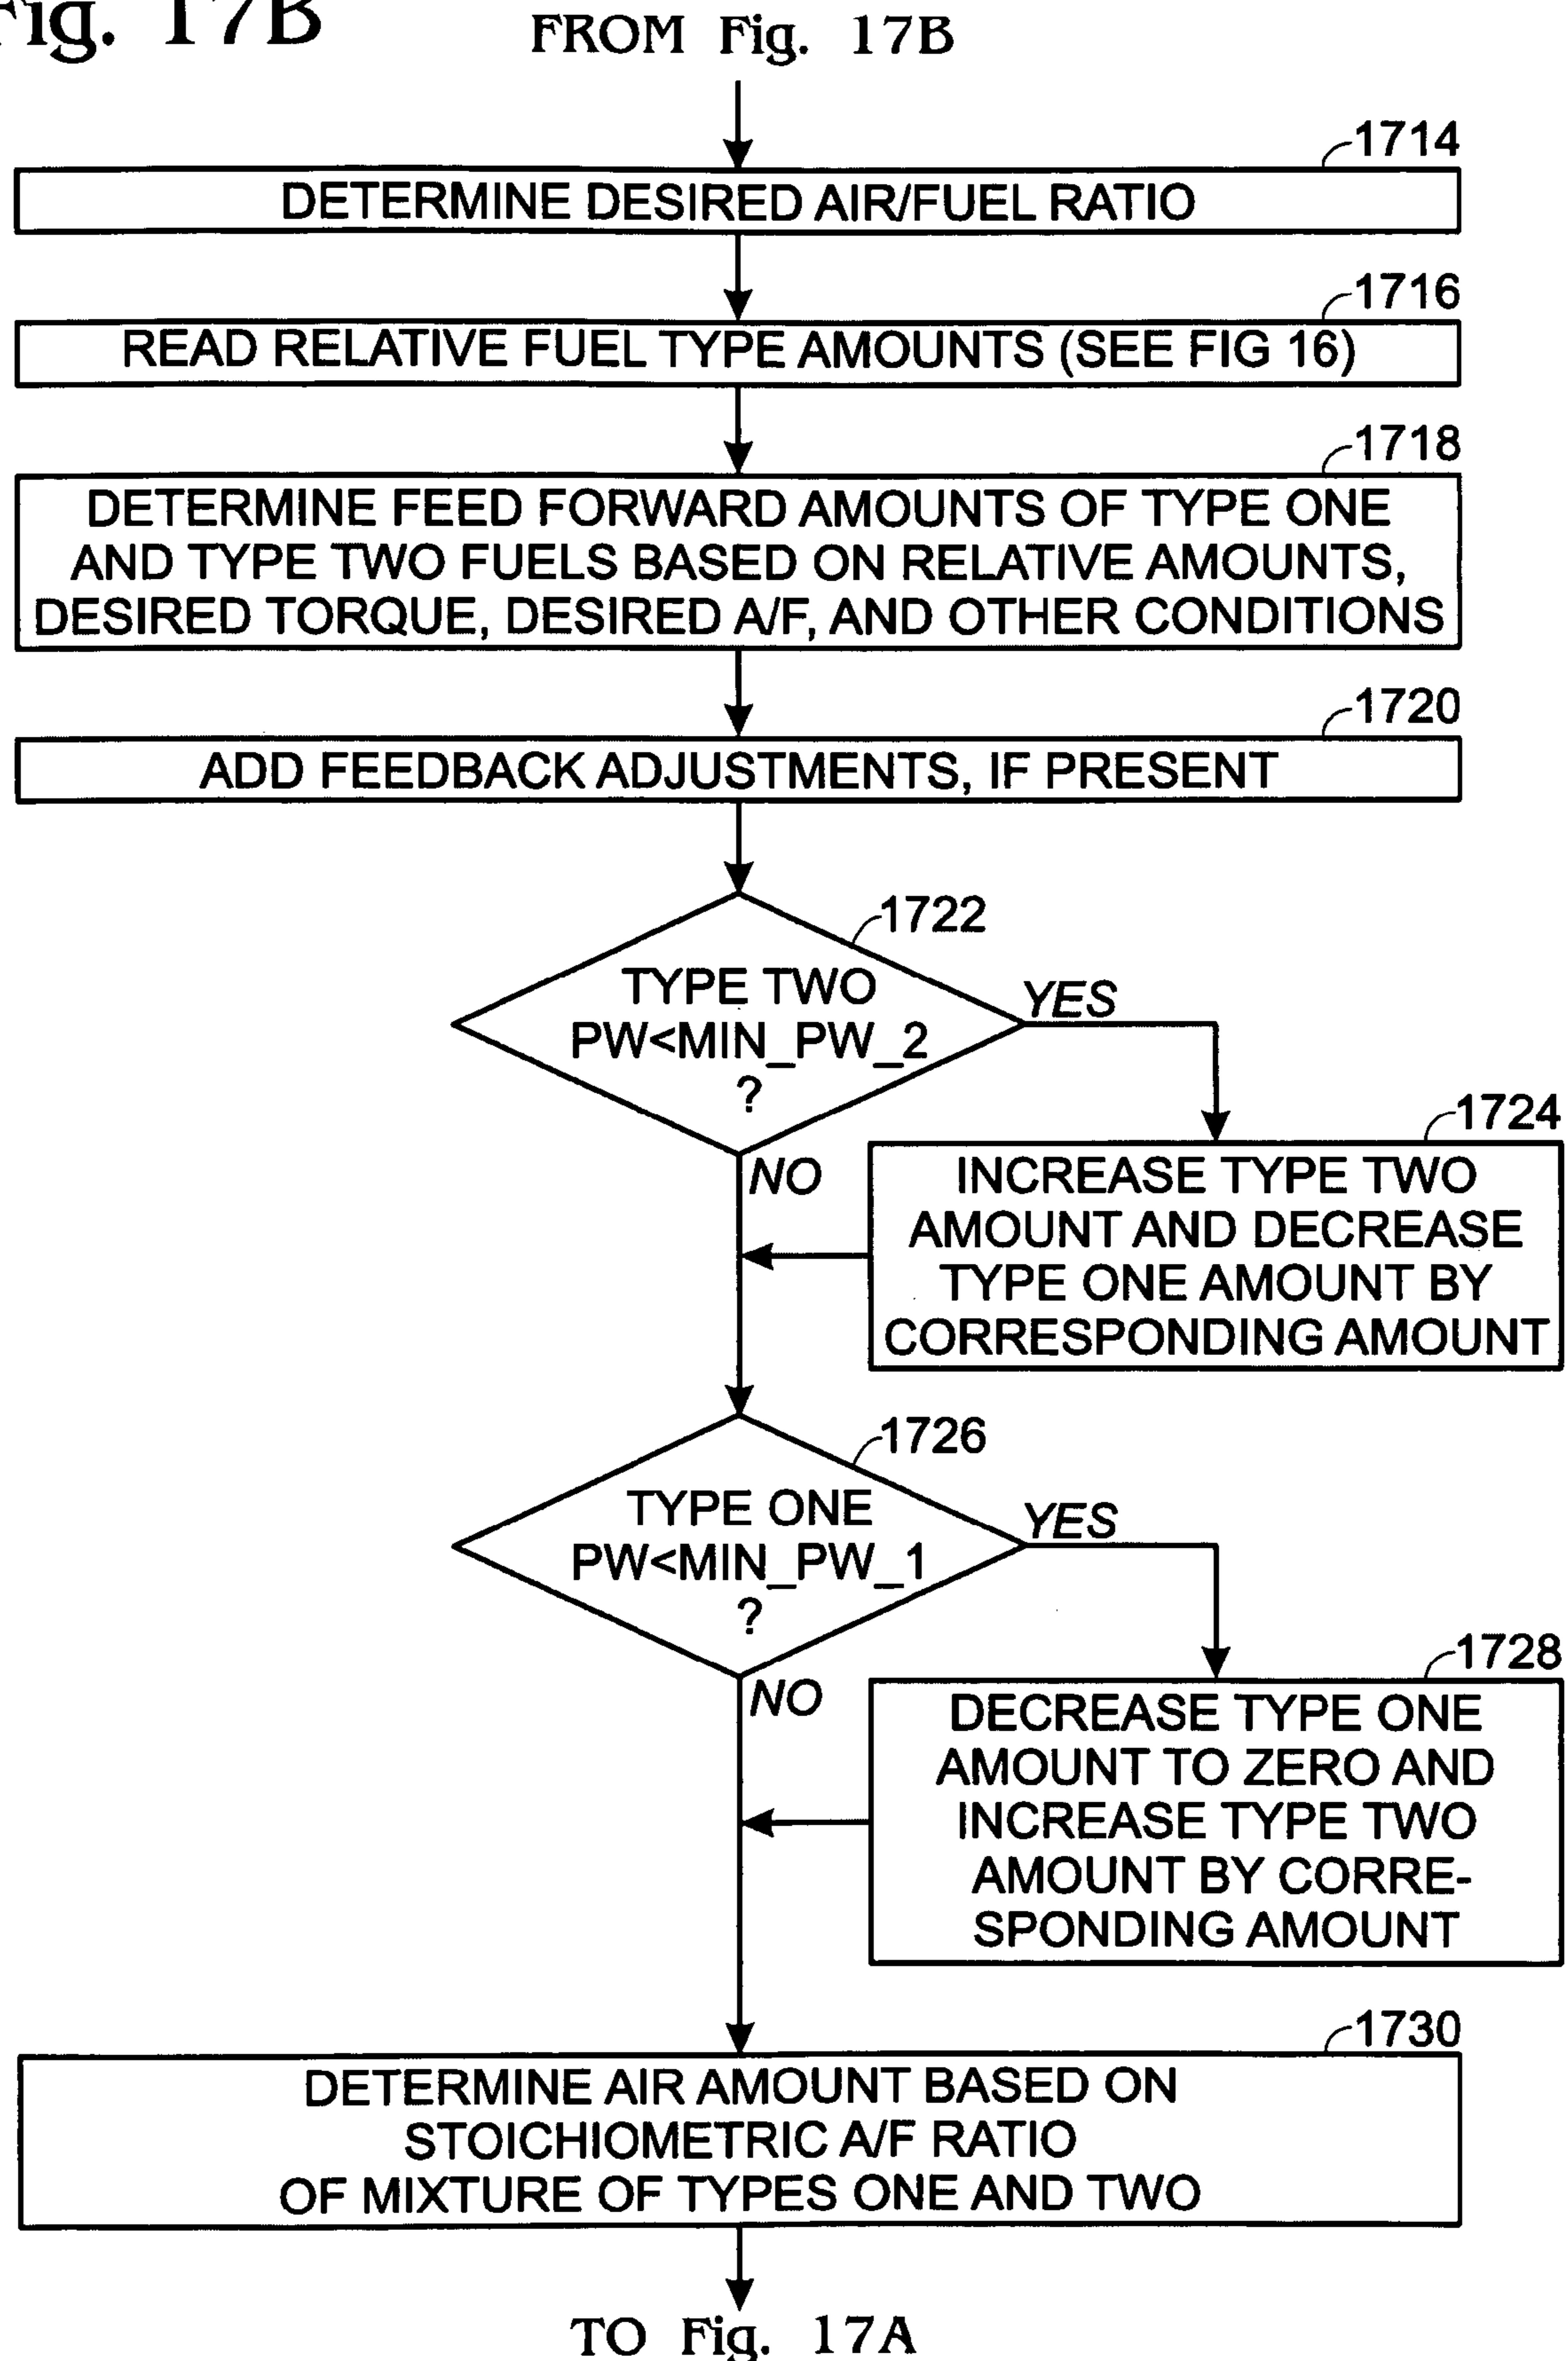 Fig. 17B
FROM Fig. 17B
1714
DETERMINE DESIRED AIR/FUEL RATIO
1716
READ RELATIVE FUEL TYPE AMOUNTS (SEE FIG 16)
1718
DETERMINE FEED FORWARD AMOUNTS OF TYPE ONE
AND TYPE TWO FUELS BASED ON RELATIVE AMOUNTS,
DESIRED TORQUE, DESIRED A/F, AND OTHER CONDITIONS
1720
ADD FEEDBACK ADJUSTMENTS, IF PRESENT
1722
TYPE TWO
PW<MIN_PW_2
?
YES
NO
1724
INCREASE TYPE TWO
AMOUNT AND DECREASE
TYPE ONE AMOUNT BY
CORRESPONDING AMOUNT
1726
TYPE ONE
PW<MIN_PW_1
?
YES
NO
1728
DECREASE TYPE ONE
AMOUNT TO ZERO AND
INCREASE TYPE TWO
AMOUNT BY CORRE-
SPONDING AMOUNT
1730
DETERMINE AIR AMOUNT BASED ON
STOICHIOMETRIC A/F RATIO
OF MIXTURE OF TYPES ONE AND TWO
TO Fig. 17A